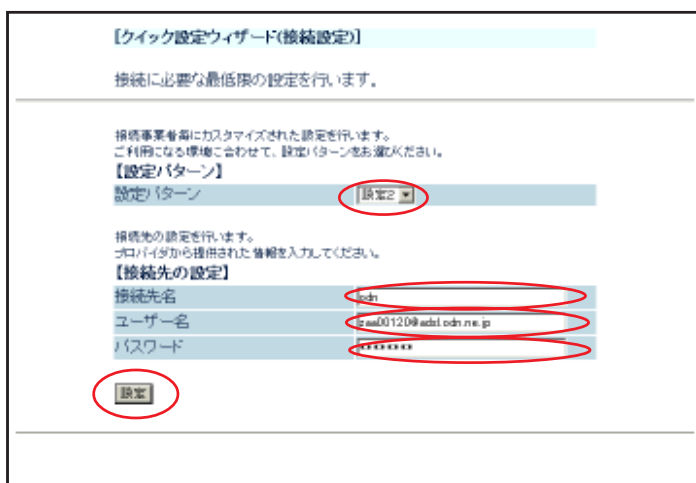 [クイック設定ウィザード(接続設定)]
接続に必要な最低限の設定を行います。
接続事業者毎にカスタマイズされた設定を行います。
ご利用になる環境に合わせて、設定パターンをお選びください。
【設定パターン】
設定パターン 設定2
接続先の設定を行います。
プロバイダから提供された情報を入力してください。
【接続先の設定】
接続先名 odn
ユーザー名 zaa00120@adsl.odn.ne.jp
パスワード
設定